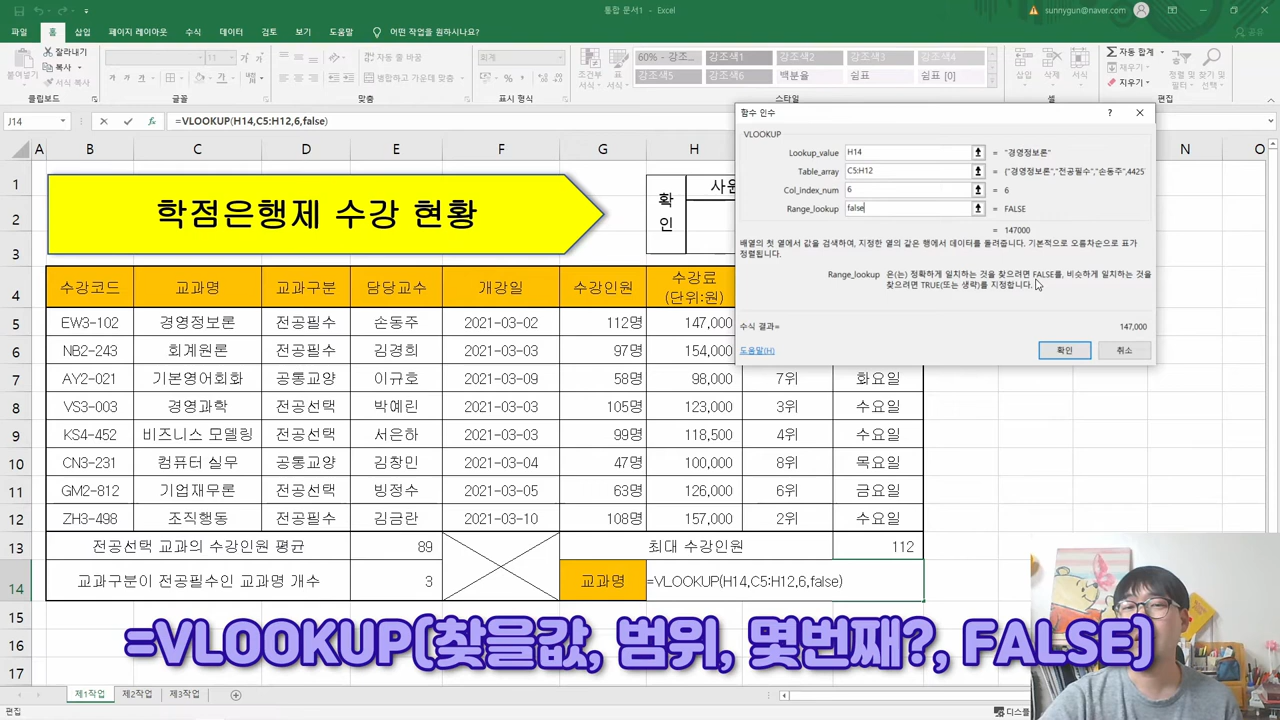 통합 문서1 - Excel
sunnygun@naver.com
파일 홈 삽입 페이지 레이아웃 수식 데이터 검토 보기 도움말 어떤 작업을 원하시나요? 공유
붙여넣기 잘라내기 복사 서식 복사
클립보드 글꼴 맞춤 표시 형식 스타일 셀 편집
자동 줄 바꿈
병합하고 가운데 맞춤
회계
조건부 서식 표 서식
60% - 강조... 강조색1 강조색2 강조색3 강조색4
강조색5 강조색6 백분율 쉼표 쉼표 [0]
삽입 삭제 서식
자동 합계
채우기
지우기
정렬 및 찾기 및
J14 =VLOOKUP(H14,C5:H12,6,false)
A B C D E F G H N O
1 2 3 4 5 6 7 8 9 10 11 12 13 14 15 16 17
학점은행제 수강 현황
확인
수강코드 교과명 교과구분 담당교수 개강일 수강인원 수강료
(단위:원)
EW3-102 경영정보론 전공필수 손동주 2021-03-02 112명 147,000
NB2-243 회계원론 전공필수 김경희 2021-03-03 97명 154,000
AY2-021 기본영어회화 공통교양 이규호 2021-03-09 58명 98,000 7위 화요일
VS3-003 경영과학 전공선택 박예린 2021-03-03 105명 123,000 3위 수요일
KS4-452 비즈니스 모델링 전공선택 서은하 2021-03-03 99명 118,500 4위 수요일
CN3-231 컴퓨터 실무 공통교양 김창민 2021-03-04 47명 100,000 8위 목요일
GM2-812 기업재무론 전공선택 빙정수 2021-03-05 63명 126,000 6위 금요일
ZH3-498 조직행동 전공필수 김금란 2021-03-10 108명 157,000 2위 수요일
전공선택 교과의 수강인원 평균 89 최대 수강인원 112
교과구분이 전공필수인 교과명 개수 3 교과명 =VLOOKUP(H14,C5:H12,6,false)
함수 인수 ?
VLOOKUP
Lookup_value H14 = "경영정보론"
Table_array C5:H12 = {"경영정보론","전공필수","손동주",4425
Col_index_num 6 = 6
Range_lookup false = FALSE
= 147000
배열의 첫 열에서 값을 검색하여, 지정한 열의 같은 행에서 데이터를 돌려줍니다. 기본적으로 오름차순으로 표가
정렬됩니다.
Range_lookup 은(는) 정확하게 일치하는 것을 찾으려면 FALSE를, 비슷하게 일치하는 것을
찾으려면 TRUE(또는 생략)를 지정합니다.
수식 결과= 147,000
도움말(H) 확인 취소
=VLOOKUP(찾을값, 범위, 몇번째?, FALSE)
제1작업 제2작업 제3작업
편집